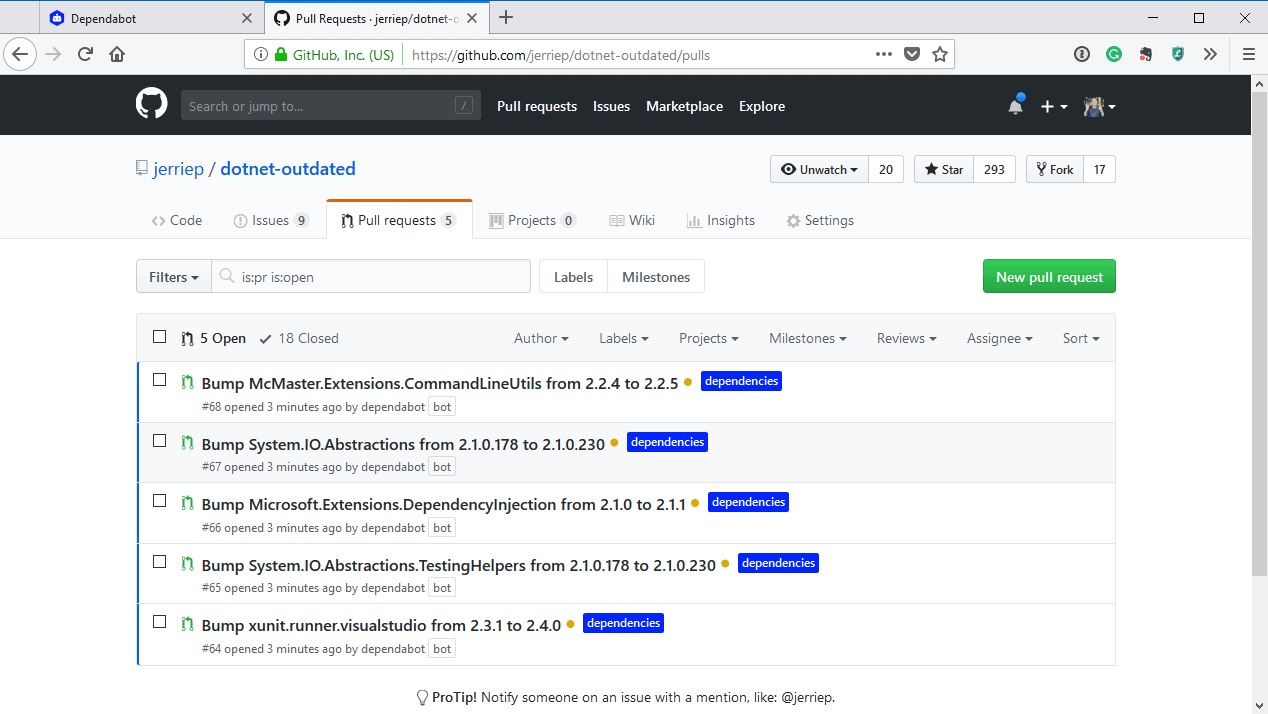 Dependabot
Pull Requests · jerriep/dotnet-o
GitHub, Inc. (US) https://github.com/jerriep/dotnet-outdated/pulls
Search or jump to... / Pull requests Issues Marketplace Explore
jerriep / dotnet-outdated Unwatch 20 Star 293 Fork 17
Code Issues 9 Pull requests 5 Projects 0 Wiki Insights Settings
Filters is:pr is:open Labels Milestones New pull request
5 Open 18 Closed Author Labels Projects Milestones Reviews Assignee Sort
Bump McMaster.Extensions.CommandLineUtils from 2.2.4 to 2.2.5 dependencies
#68 opened 3 minutes ago by dependabot bot
Bump System.IO.Abstractions from 2.1.0.178 to 2.1.0.230 dependencies
#67 opened 3 minutes ago by dependabot bot
Bump Microsoft.Extensions.DependencyInjection from 2.1.0 to 2.1.1 dependencies
#66 opened 3 minutes ago by dependabot bot
Bump System.IO.Abstractions.TestingHelpers from 2.1.0.178 to 2.1.0.230 dependencies
#65 opened 3 minutes ago by dependabot bot
Bump xunit.runner.visualstudio from 2.3.1 to 2.4.0 dependencies
#64 opened 3 minutes ago by dependabot bot
ProTip! Notify someone on an issue with a mention, like: @jerriep.